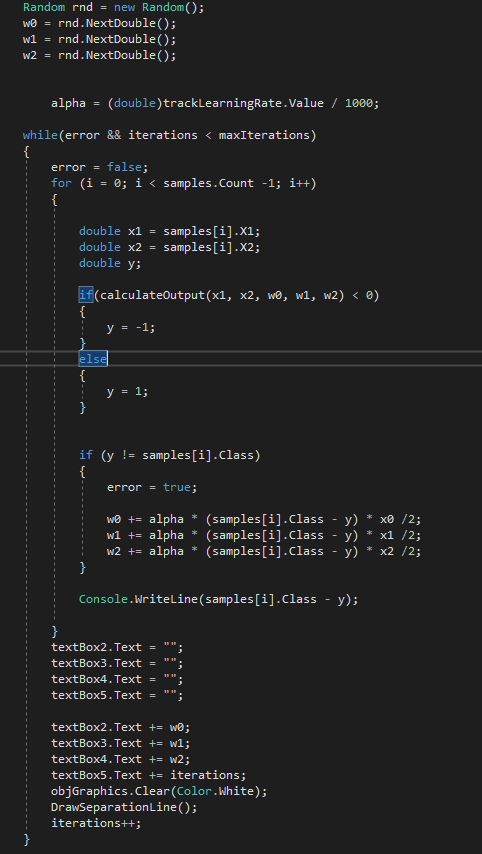 Random rnd = new Random();
w0 = rnd.NextDouble();
w1 = rnd.NextDouble();
w2 = rnd.NextDouble();
alpha = (double)trackLearningRate.Value / 1000;
while(error && iterations < maxIterations)
{
error = false;
for (i = 0; i < samples.Count -1; i++)
{
double x1 = samples[i].X1;
double x2 = samples[i].X2;
double y;
if(calculateOutput(x1, x2, w0, w1, w2) < 0)
{
y = -1;
}
else
{
y = 1;
}
if (y != samples[i].Class)
{
error = true;
w0 += alpha * (samples[i].Class - y) * x0 /2;
w1 += alpha * (samples[i].Class - y) * x1 /2;
w2 += alpha * (samples[i].Class - y) * x2 /2;
}
Console.WriteLine(samples[i].Class - y);
}
textBox2.Text = "";
textBox3.Text = "";
textBox4.Text = "";
textBox5.Text = "";
textBox2.Text += w0;
textBox3.Text += w1;
textBox4.Text += w2;
textBox5.Text += iterations;
objGraphics.Clear(Color.White);
DrawSeparationLine();
iterations++;
}